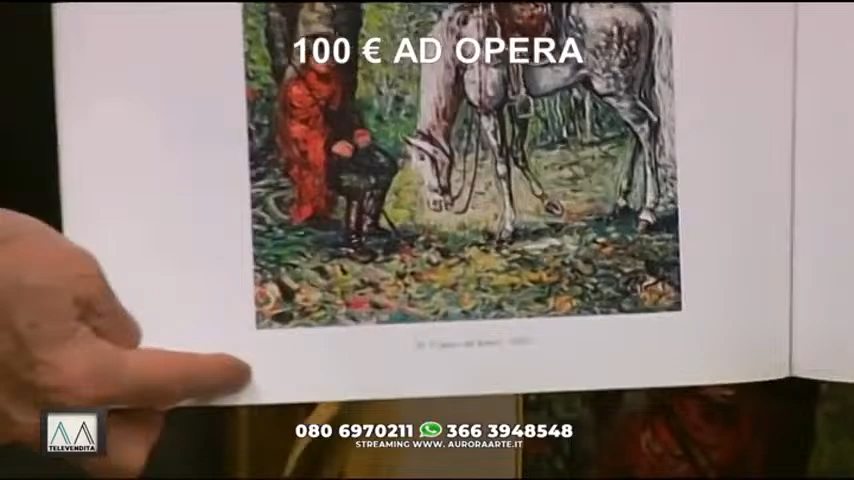 100 € AD OPERA
080 6970211 366 3948548
STREAMING WWW. AURORAARTE.IT
TELEVENDITA